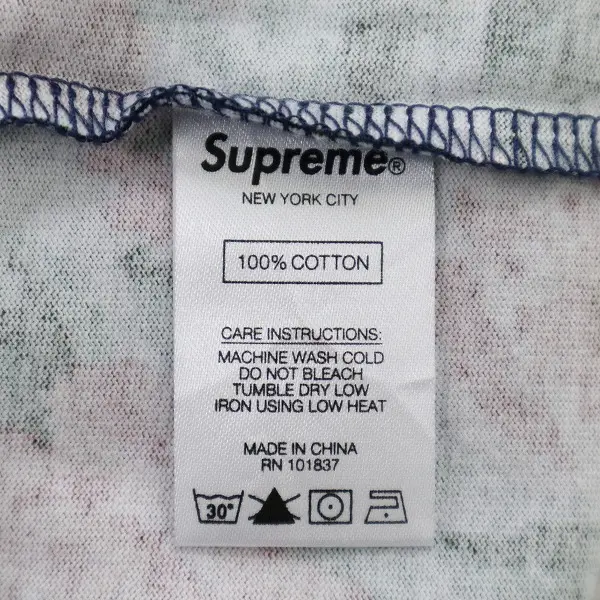 Supreme®
NEW YORK CITY
100% COTTON
CARE INSTRUCTIONS:
MACHINE WASH COLD
DO NOT BLEACH
TUMBLE DRY LOW
IRON USING LOW HEAT
MADE IN CHINA
RN 101837
30°